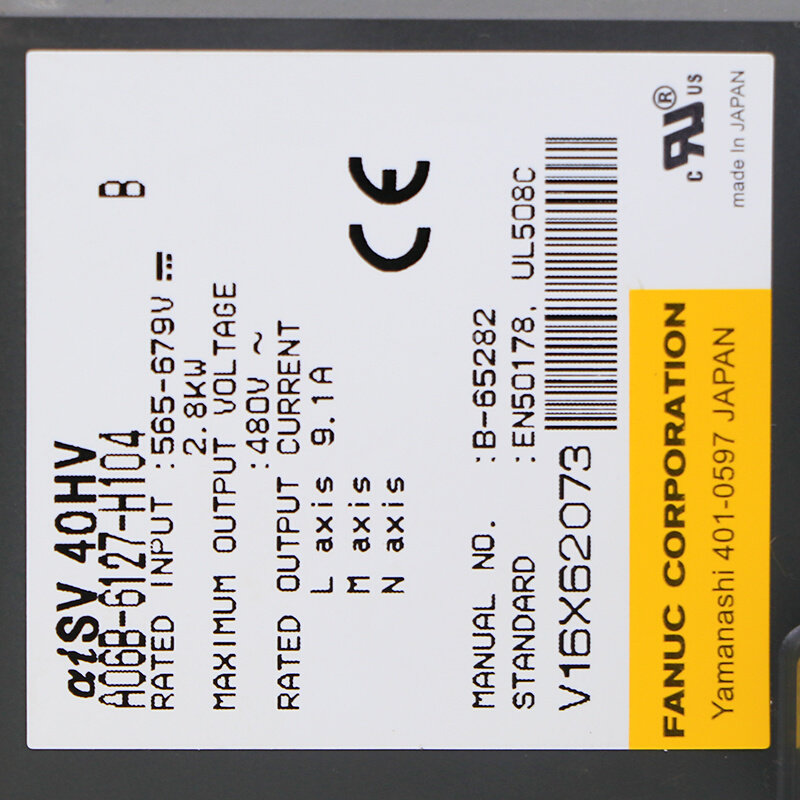 αiSV 40HV
A06B-6127-H104 B
RATED INPUT :565-679V
2.8KW
MAXIMUM OUTPUT VOLTAGE
:480V ~
RATED OUTPUT CURRENT
L axis 9.1A
M axis
N axis
CE
MANUAL NO. :B-65282
STANDARD :EN50178, UL508C
V16X62073
FANUC CORPORATION
Yamanashi 401-0597 JAPAN
c RU ® US
made in JAPAN